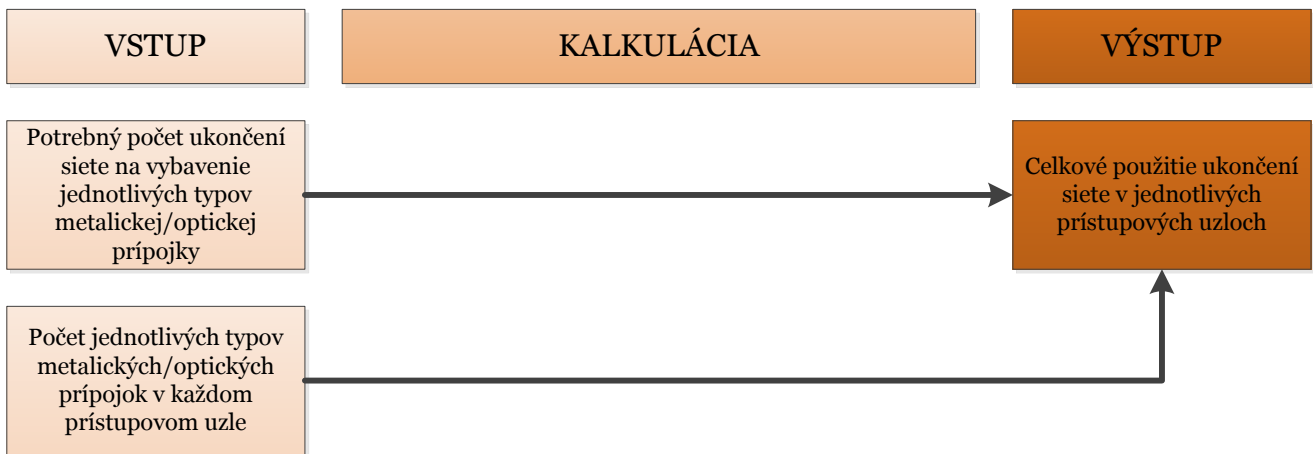 VSTUP
KALKULÁCIA
VÝSTUP
Potrebný počet ukončení
siete na vybavenie
jednotlivých typov
metalickej/optickej
prípojky
Celkové použitie ukončení
siete v jednotlivých
prístupových uzloch
Počet jednotlivých typov
metalických/optických
prípojok v každom
prístupovom uzle